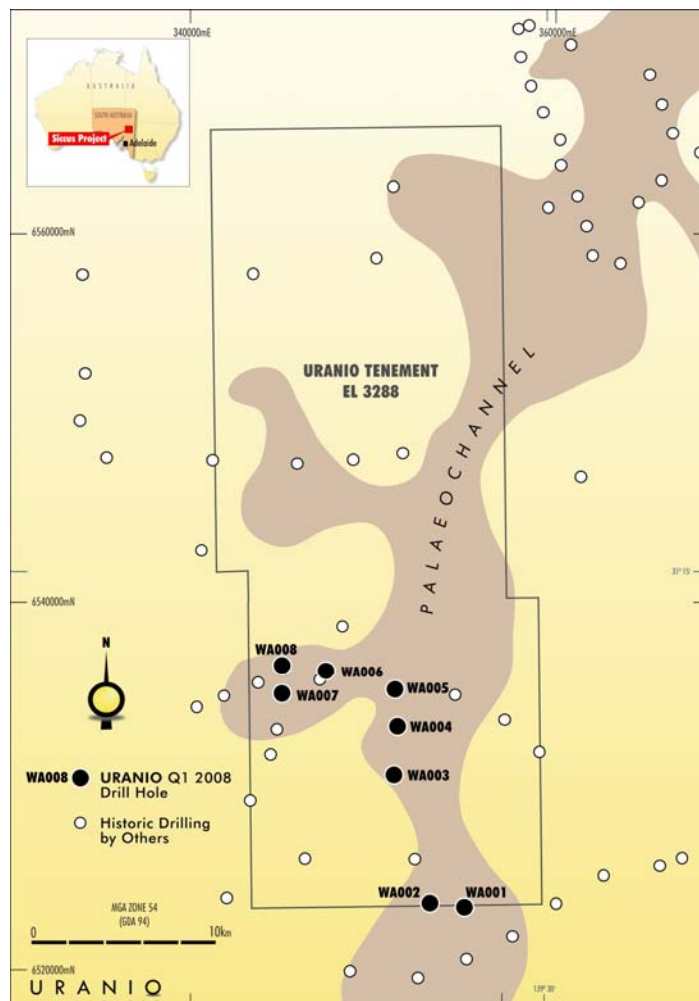 340000mE
360000mE
AUSTRALIA
SOUTH AUSTRALIA
Siccus Project
Adelaide
6560000mN
URANIO TENEMENT
EL 3288
PALAEOCHANNEL
31° 15'
6540000mN
N
WA008
WA006
WA007
WA005
WA004
WA003
WA008 URANIO Q1 2008
Drill Hole
Historic Drilling
by Others
WA002
WA001
MGA ZONE 54
(GDA 94)
0 10km
6520000mN
URANIO
139° 30'